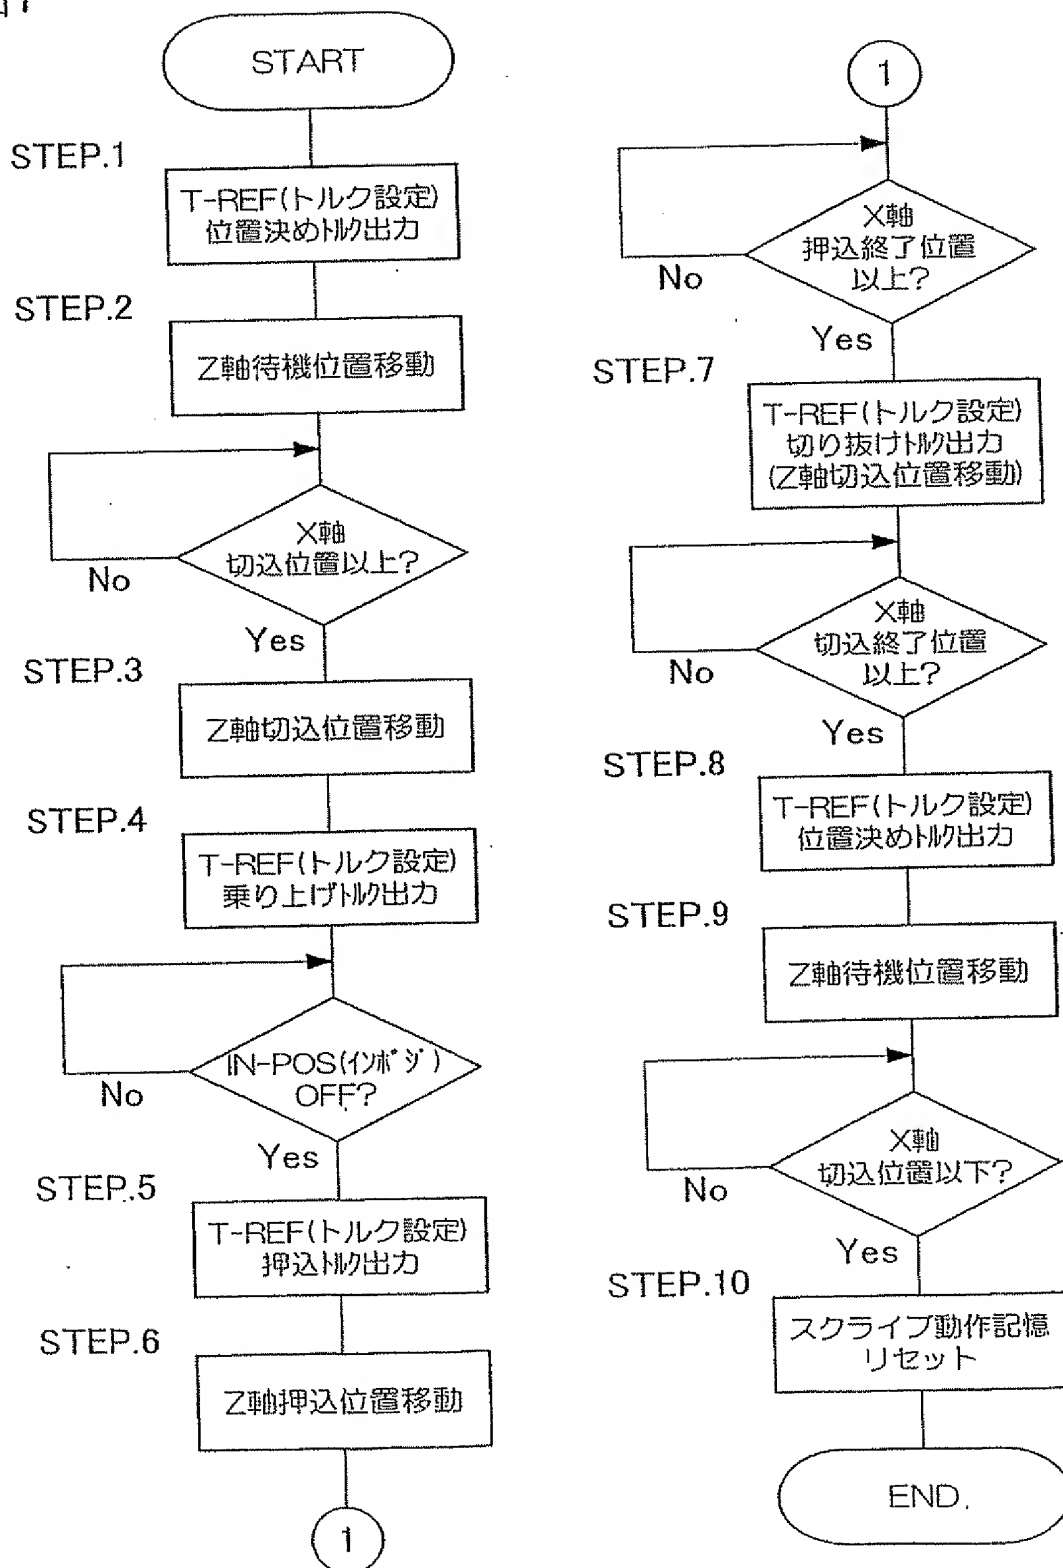 START
STEP.1
T-REF(トルク設定)
位置決めトルク出力
STEP.2
Z軸待機位置移動
X軸
切込位置以上?
No
Yes
STEP.3
Z軸切込位置移動
STEP.4
T-REF(トルク設定)
乗り上げトルク出力
IN-POS(インポジ)
OFF?
No
Yes
STEP.5
T-REF(トルク設定)
押込トルク出力
STEP.6
Z軸押込位置移動
1
1
X軸
押込終了位置
以上?
No
Yes
STEP.7
T-REF(トルク設定)
切り抜けトルク出力
(Z軸切込位置移動)
X軸
切込終了位置
以上?
No
Yes
STEP.8
T-REF(トルク設定)
位置決めトルク出力
STEP.9
Z軸待機位置移動
X軸
切込位置以下?
No
Yes
STEP.10
スクライブ動作記憶
リセット
END